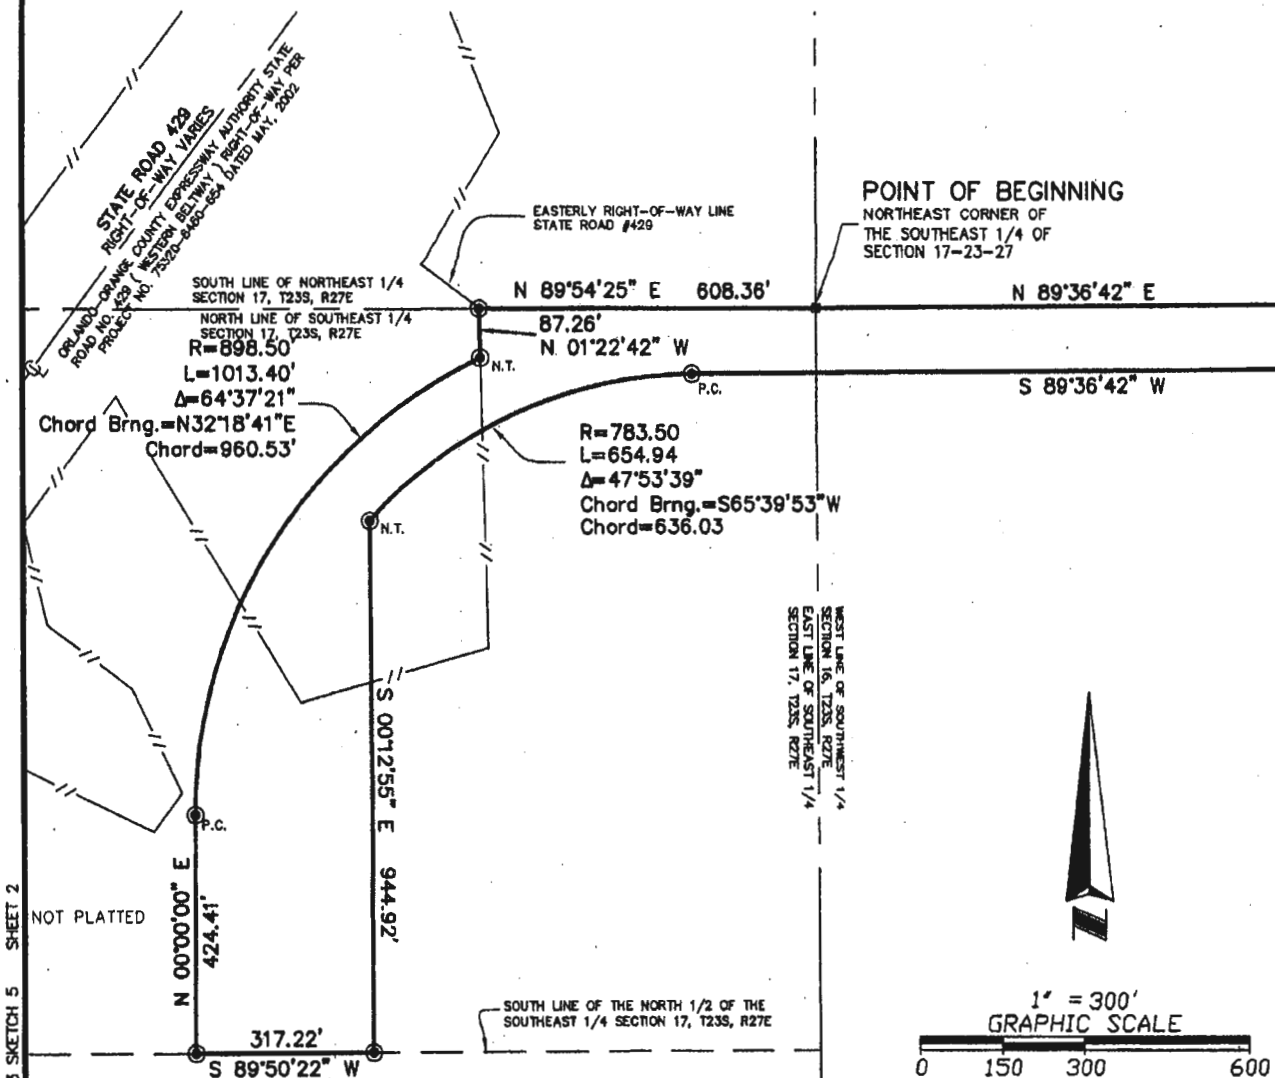 STATE ROAD 429
RIGHT-OF-WAY VARIES
ORLANDO-ORANGE COUNTY EXPRESSWAY AUTHORITY STATE
ROAD NO. 429 ( WESTERN BELTWAY ) RIGHT-OF-WAY PER
PROJECT NO. 75320-6460-654 DATED MAY, 2002
EASTERLY RIGHT-OF-WAY LINE
STATE ROAD #429
POINT OF BEGINNING
NORTHEAST CORNER OF
THE SOUTHEAST 1/4 OF
SECTION 17-23-27
SOUTH LINE OF NORTHEAST 1/4
SECTION 17, T23S, R27E
NORTH LINE OF SOUTHEAST 1/4
SECTION 17, T23S, R27E
N 89°54'25" E 608.36'
N 89°36'42" E
87.26'
N 01°22'42" W
N.T.
P.C.
S 89°36'42" W
R=898.50'
L=1013.40'
Δ=64°37'21"
Chord Brng.=N32°18'41"E
Chord=960.53'
R=783.50
L=654.94
Δ=47°53'39"
Chord Brng.=S65°39'53"W
Chord=636.03
N.T.
WEST LINE OF SOUTHWEST 1/4
SECTION 16, T23S, R27E
EAST LINE OF SOUTHEAST 1/4
SECTION 17, T23S, R27E
S 00°12'55" E 944.92'
P.C.
N 00°00'00" E
424.41'
NOT PLATTED
SKETCH 5 SHEET 2
317.22'
S 89°50'22" W
SOUTH LINE OF THE NORTH 1/2 OF THE
SOUTHEAST 1/4 SECTION 17, T23S, R27E
1" = 300'
GRAPHIC SCALE
0 150 300 600